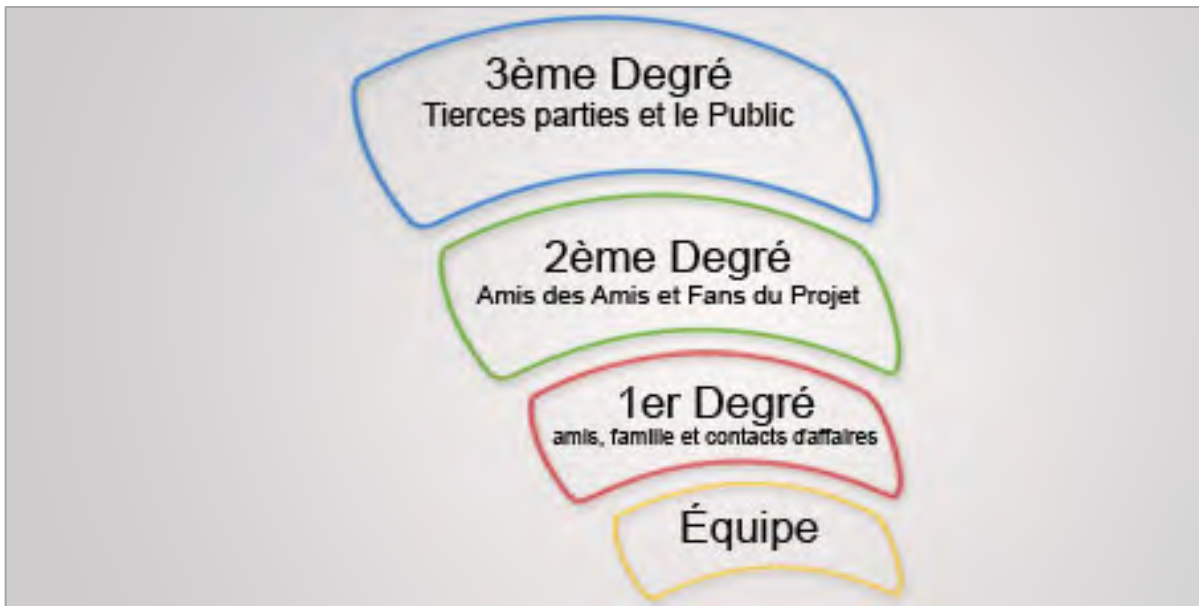 3ème Degré
Tierces parties et le Public
2ème Degré
Amis des Amis et Fans du Projet
1er Degré
amis, famille et contacts d'affaires
Équipe